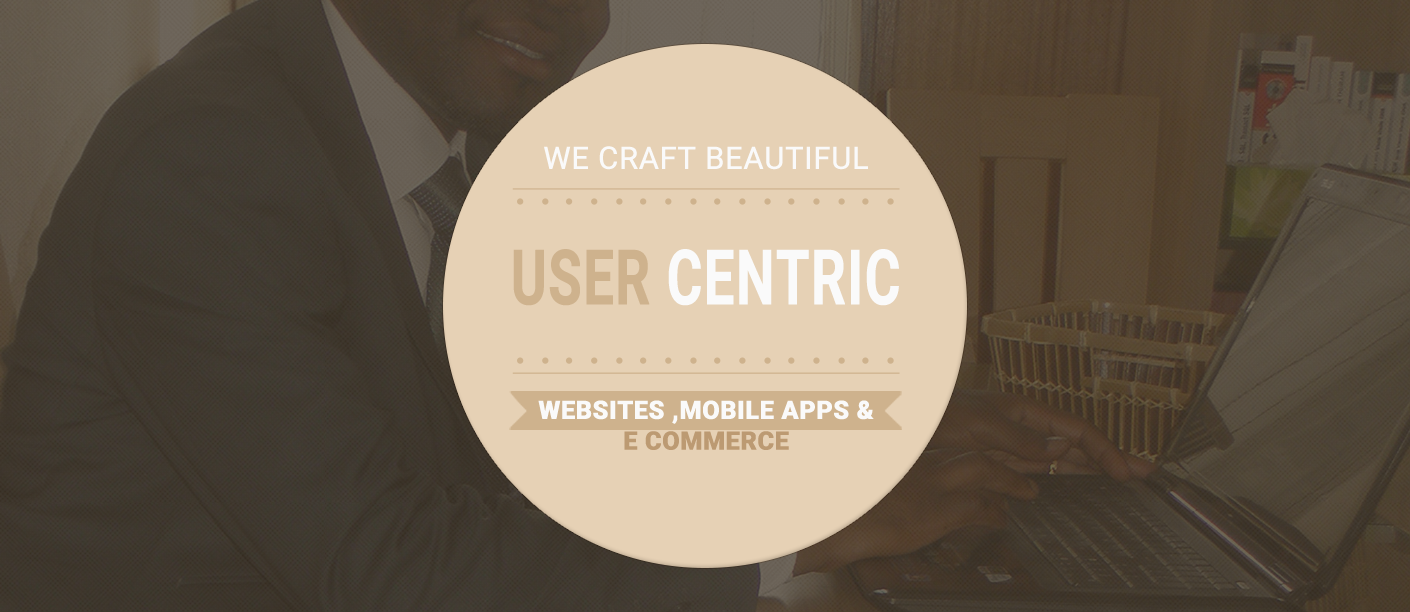 WE CRAFT BEAUTIFUL
USER CENTRIC
WEBSITES ,MOBILE APPS &
E COMMERCE